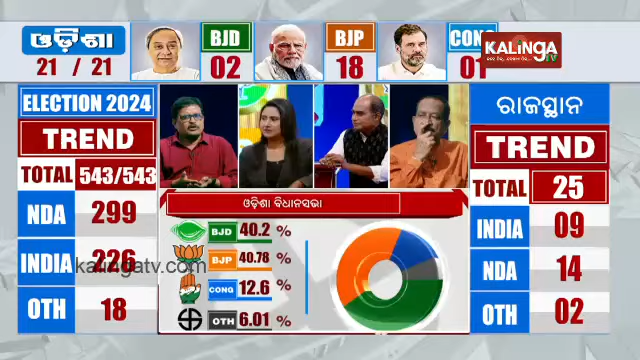 ଓଡ଼ିଶା
21 / 21
BJD
02
BJP
18
CONG
01
KALINGA
TV
ELECTION 2024
TREND
TOTAL 543/543
NDA 299
INDIA 226
OTH 18
kalingatv.com
ଓଡ଼ିଶା ବିଧାନସଭା
BJD 40.2 %
BJP 40.78 %
CONG 12.6 %
OTH 6.01 %
ରାଜସ୍ଥାନ
TREND
TOTAL 25
INDIA 09
NDA 14
OTH 02